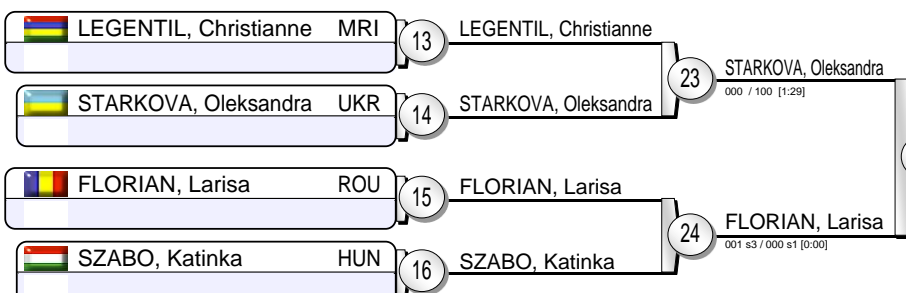 LEGENTIL, Christianne MRI
13
LEGENTIL, Christianne
STARKOVA, Oleksandra UKR
14
STARKOVA, Oleksandra
23
STARKOVA, Oleksandra
000 / 100 [1:29]
FLORIAN, Larisa ROU
15
FLORIAN, Larisa
SZABO, Katinka HUN
16
SZABO, Katinka
24
FLORIAN, Larisa
001 s3 / 000 s1 [0:00]